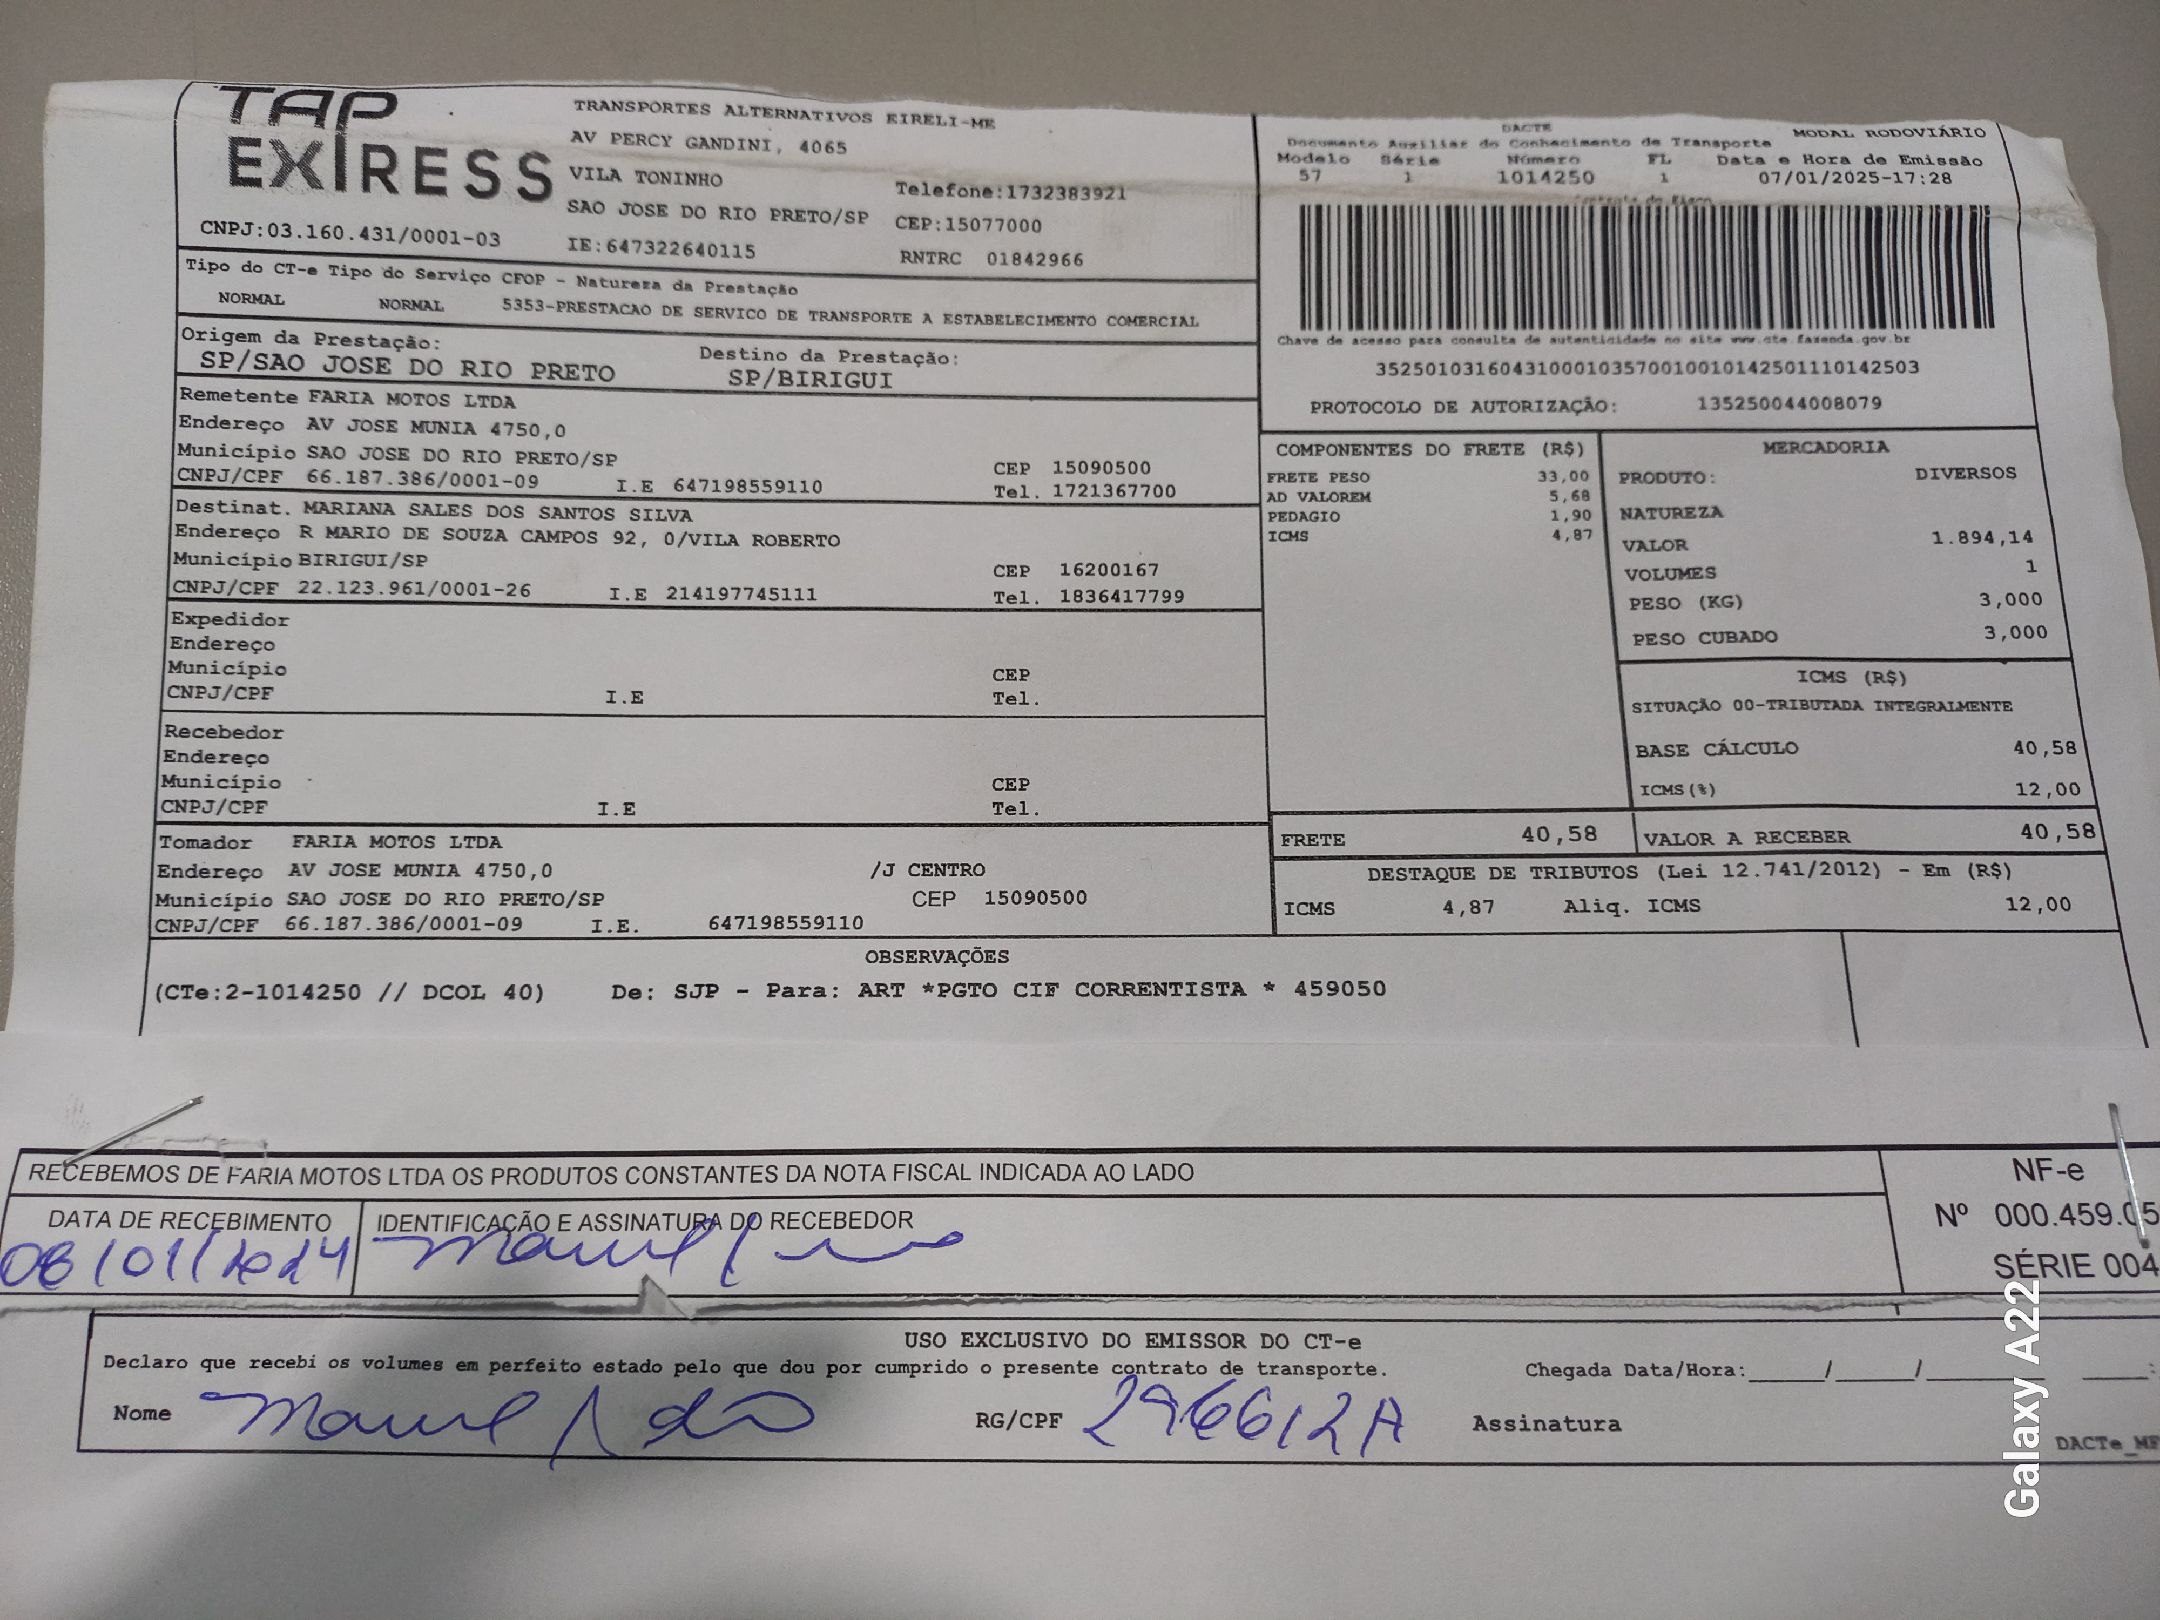 TAP
EXPRESS
TRANSPORTES ALTERNATIVOS EIRELI-ME
AV PERCY GANDINI, 4065
VILA TONINHO
Telefone:1732383921
SAO JOSE DO RIO PRETO/SP
CEP:15077000
CNPJ:03.160.431/0001-03
IE:647322640115
RNTRC 01842966
DACTE
Documento Auxiliar do Conhecimento de Transporte
MODAL RODOVIÁRIO
Modelo Série Número FL Data e Hora de Emissão
57 1 1014250 1 07/01/2025-17:28
Chave de acesso para consulta de autenticidade no site www.cte.fazenda.gov.br
35250103160431000103570010010142501110142503
PROTOCOLO DE AUTORIZAÇÃO: 135250044008079
Tipo do CT-e Tipo do Serviço CFOP - Natureza da Prestação
NORMAL NORMAL 5353-PRESTACAO DE SERVICO DE TRANSPORTE A ESTABELECIMENTO COMERCIAL
Origem da Prestação: Destino da Prestação:
SP/SAO JOSE DO RIO PRETO SP/BIRIGUI
Remetente FARIA MOTOS LTDA
Endereço AV JOSE MUNIA 4750,0
Município SAO JOSE DO RIO PRETO/SP CEP 15090500
CNPJ/CPF 66.187.386/0001-09 I.E 647198559110 Tel. 1721367700
Destinat. MARIANA SALES DOS SANTOS SILVA
Endereço R MARIO DE SOUZA CAMPOS 92, 0/VILA ROBERTO
Município BIRIGUI/SP CEP 16200167
CNPJ/CPF 22.123.961/0001-26 I.E 214197745111 Tel. 1836417799
Expedidor
Endereço
Município CEP
CNPJ/CPF I.E Tel.
Recebedor
Endereço
Município CEP
CNPJ/CPF I.E Tel.
Tomador FARIA MOTOS LTDA
Endereço AV JOSE MUNIA 4750,0 /J CENTRO
Município SAO JOSE DO RIO PRETO/SP CEP 15090500
CNPJ/CPF 66.187.386/0001-09 I.E. 647198559110
COMPONENTES DO FRETE (R$)
FRETE PESO 33,00
AD VALOREM 5,68
PEDAGIO 1,90
ICMS 4,87
MERCADORIA
PRODUTO: DIVERSOS
NATUREZA
VALOR 1.894,14
VOLUMES 1
PESO (KG) 3,000
PESO CUBADO 3,000
ICMS (R$)
SITUAÇÃO 00-TRIBUTADA INTEGRALMENTE
BASE CÁLCULO 40,58
ICMS(%) 12,00
FRETE 40,58 VALOR A RECEBER 40,58
DESTAQUE DE TRIBUTOS (Lei 12.741/2012) - Em (R$)
ICMS 4,87 Aliq. ICMS 12,00
OBSERVAÇÕES
(CTe:2-1014250 // DCOL 40) De: SJP - Para: ART *PGTO CIF CORRENTISTA * 459050
RECEBEMOS DE FARIA MOTOS LTDA OS PRODUTOS CONSTANTES DA NOTA FISCAL INDICADA AO LADO
NF-e
DATA DE RECEBIMENTO IDENTIFICAÇÃO E ASSINATURA DO RECEBEDOR
Nº 000.459.05
08/01/2024
SÉRIE 004
USO EXCLUSIVO DO EMISSOR DO CT-e
Declaro que recebi os volumes em perfeito estado pelo que dou por cumprido o presente contrato de transporte. Chegada Data/Hora:____/____/____
Nome RG/CPF 296612A Assinatura
Galaxy A22